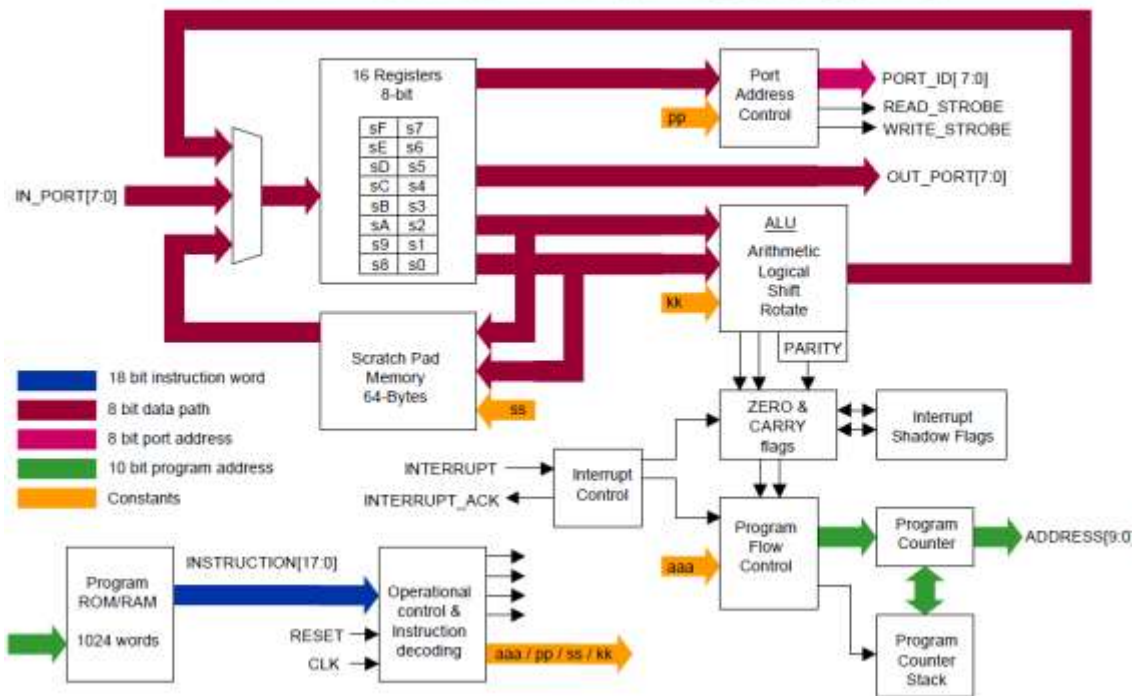 16 Registers
8-bit
sF s7
sE s6
sD s5
sC s4
sB s3
sA s2
s9 s1
s8 s0
Port
Address
Control
pp
PORT_ID[ 7:0]
READ_STROBE
WRITE_STROBE
IN_PORT[7:0]
OUT_PORT[7:0]
ALU
Arithmetic
Logical
Shift
Rotate
kk
PARITY
Scratch Pad
Memory
64-Bytes
ss
18 bit instruction word
8 bit data path
8 bit port address
10 bit program address
Constants
ZERO &
CARRY
flags
Interrupt
Shadow Flags
INTERRUPT
INTERRUPT_ACK
Interrupt
Control
Program
Flow
Control
aaa
Program
Counter
ADDRESS[9:0]
Program
Counter
Stack
Program
ROM/RAM
1024 words
INSTRUCTION[17:0]
Operational
control &
Instruction
decoding
RESET
CLK
aaa / pp / ss / kk